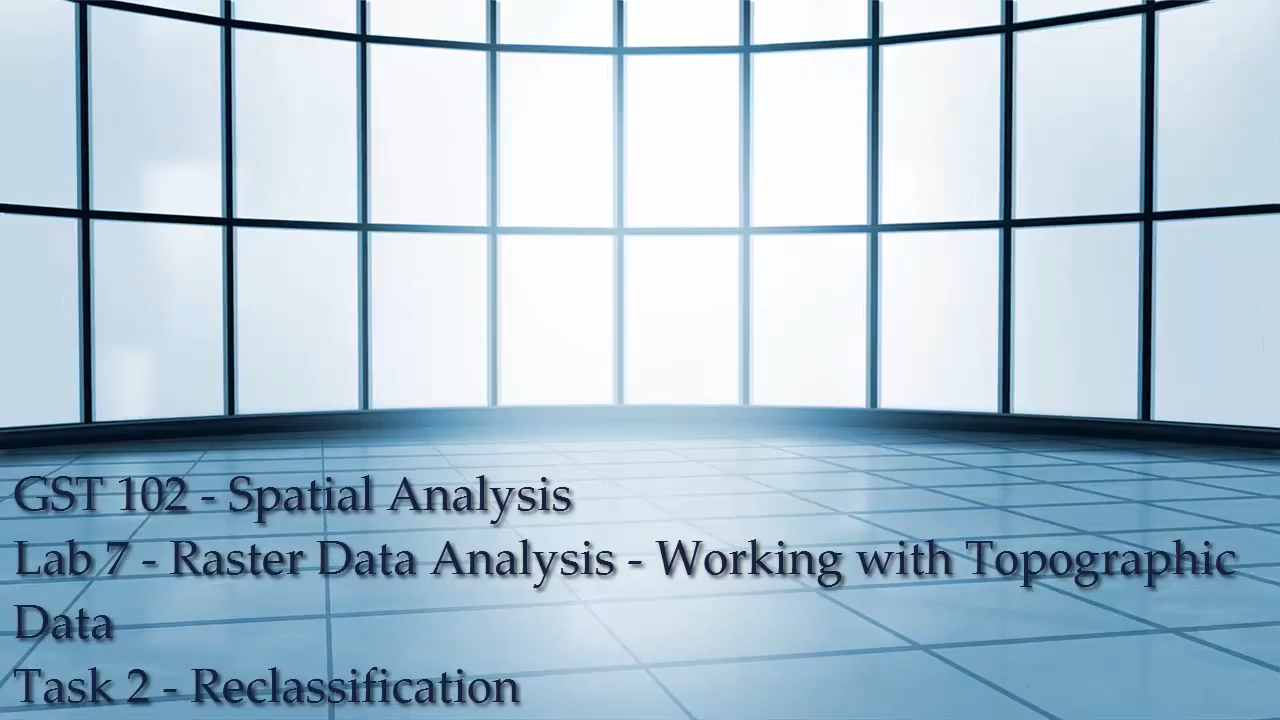 GST 102 - Spatial Analysis
Lab 7 - Raster Data Analysis - Working with Topographic
Data
Task 2 - Reclassification